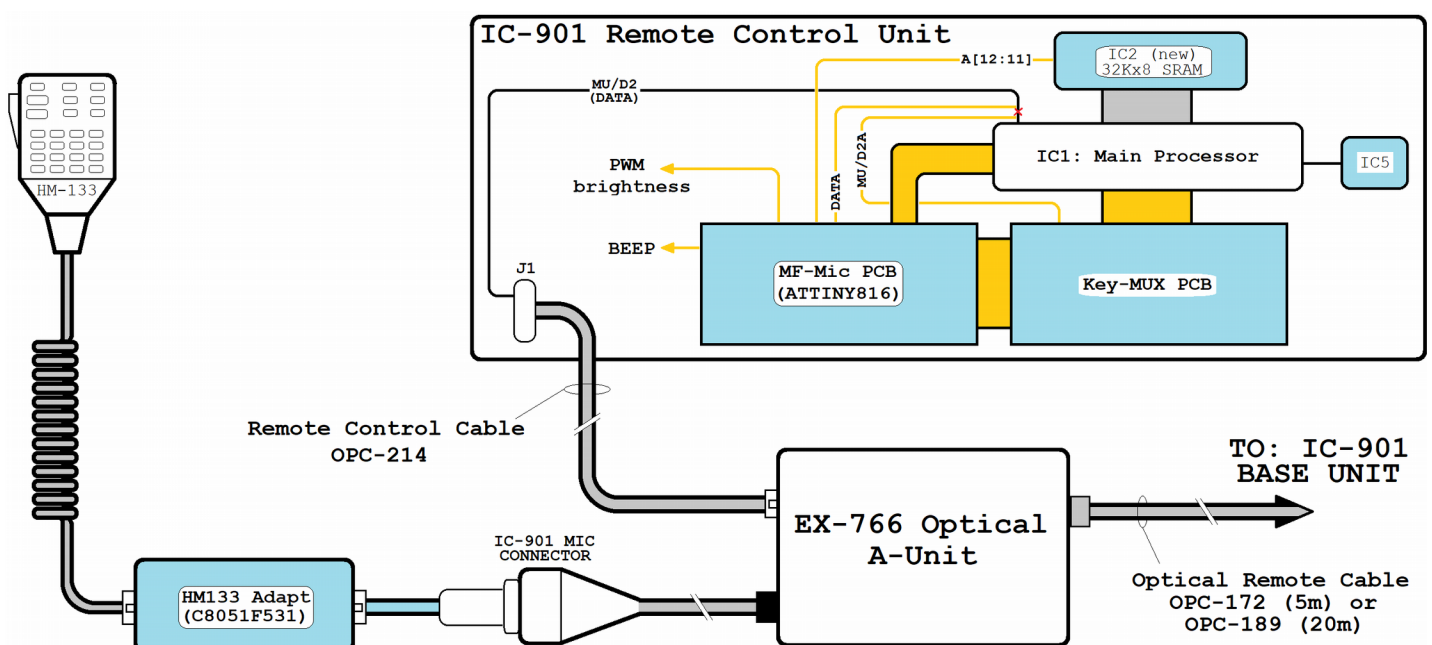 IC-901 Remote Control Unit
IC2 (new)
32Kx8 SRAM
A[12:11]
MU/D2
(DATA)
HM-133
PWM
brightness
DATA
MU/D2A
IC1: Main Processor
IC5
BEEP
J1
MF-Mic PCB
(ATTINY816)
Key-MUX PCB
Remote Control Cable
OPC-214
TO: IC-901
BASE UNIT
EX-766 Optical
A-Unit
IC-901 MIC
CONNECTOR
HM133 Adapt
(C8051F531)
Optical Remote Cable
OPC-172 (5m) or
OPC-189 (20m)